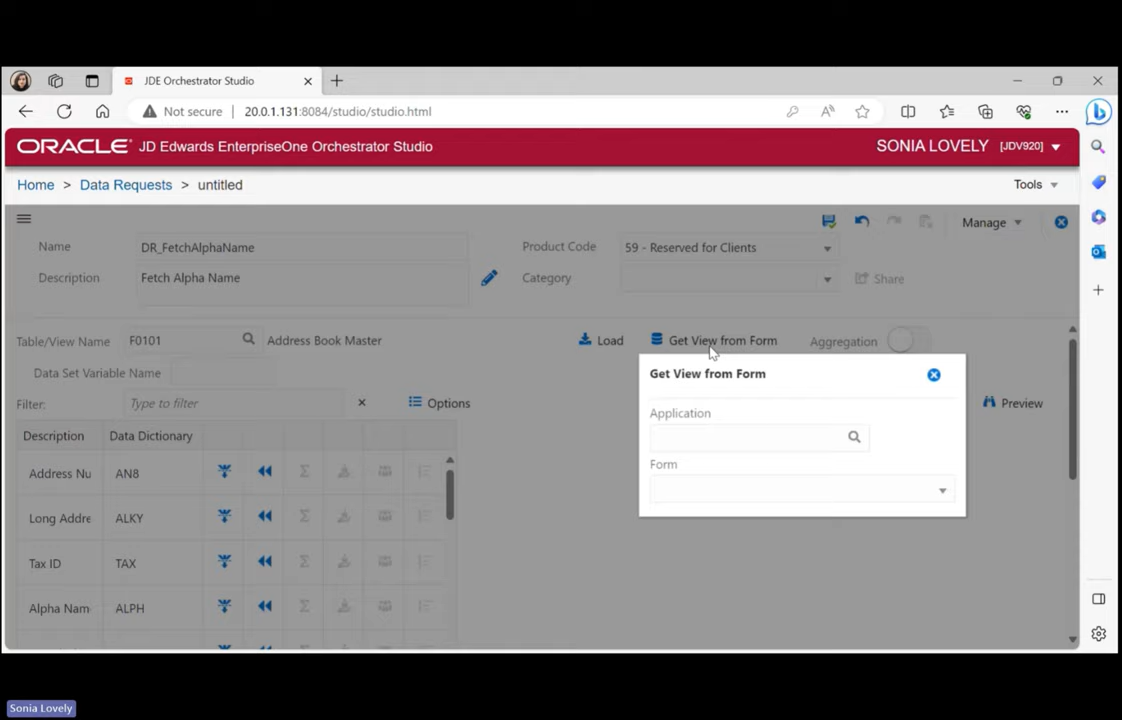 JDE Orchestrator Studio
Not secure 20.0.1.131:8084/studio/studio.html
ORACLE JD Edwards EnterpriseOne Orchestrator Studio SONIA LOVELY [JDV920]
Home > Data Requests > untitled Tools
Name DR_FetchAlphaName Product Code 59 - Reserved for Clients Manage
Description Fetch Alpha Name Category Share
Table/View Name F0101 Address Book Master Load Get View from Form Aggregation
Data Set Variable Name
Get View from Form
Filter: Type to filter Options Preview
Application
Description Data Dictionary
Form
Address Nu AN8
Long Addre ALKY
Tax ID TAX
Alpha Nam ALPH
Sonia Lovely